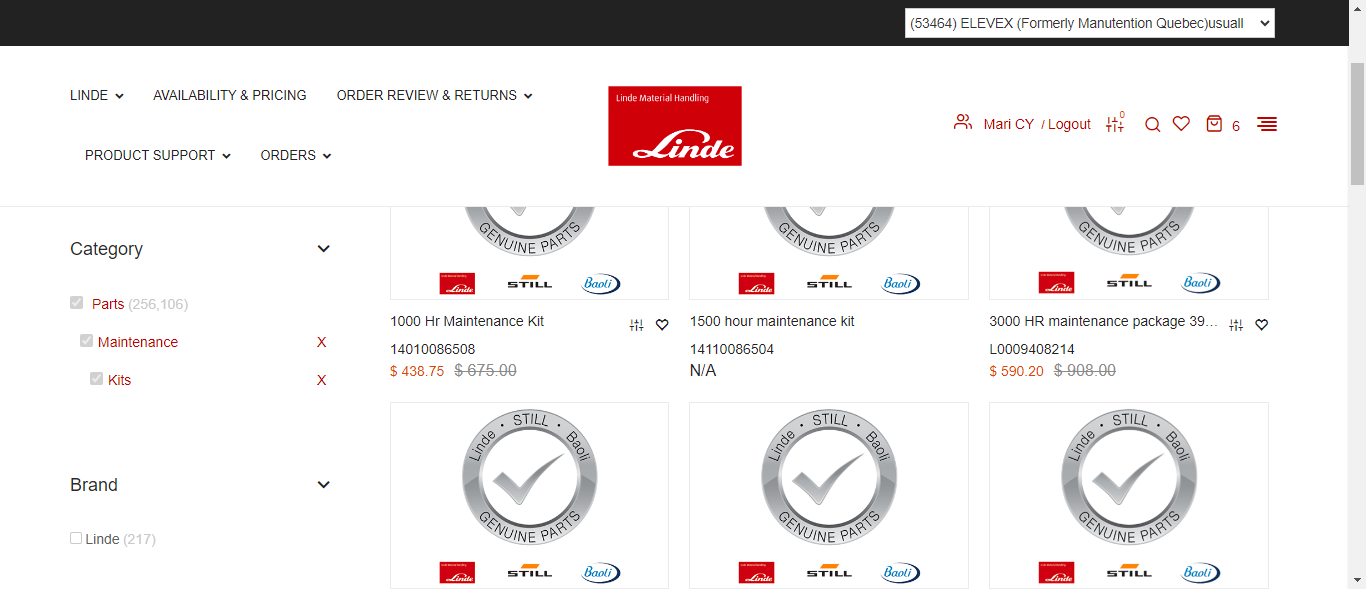 (53464) ELEVEX (Formerly Manutention Quebec)usuall
LINDE
AVAILABILITY & PRICING
ORDER REVIEW & RETURNS
PRODUCT SUPPORT
ORDERS
Linde Material Handling
Linde
Mari CY / Logout
0
6
Category
Parts (256,106)
Maintenance X
Kits X
Brand
Linde (217)
GENUINE PARTS
Linde STILL Baoli
1000 Hr Maintenance Kit
14010086508
$ 438.75 $ 675.00
GENUINE PARTS
Linde STILL Baoli
1500 hour maintenance kit
14110086504
N/A
GENUINE PARTS
Linde STILL Baoli
3000 HR maintenance package 39...
L0009408214
$ 590.20 $ 908.00
Linde • STILL • Baoli
GENUINE PARTS
Linde STILL Baoli
Linde • STILL • Baoli
GENUINE PARTS
Linde STILL Baoli
Linde • STILL • Baoli
GENUINE PARTS
Linde STILL Baoli